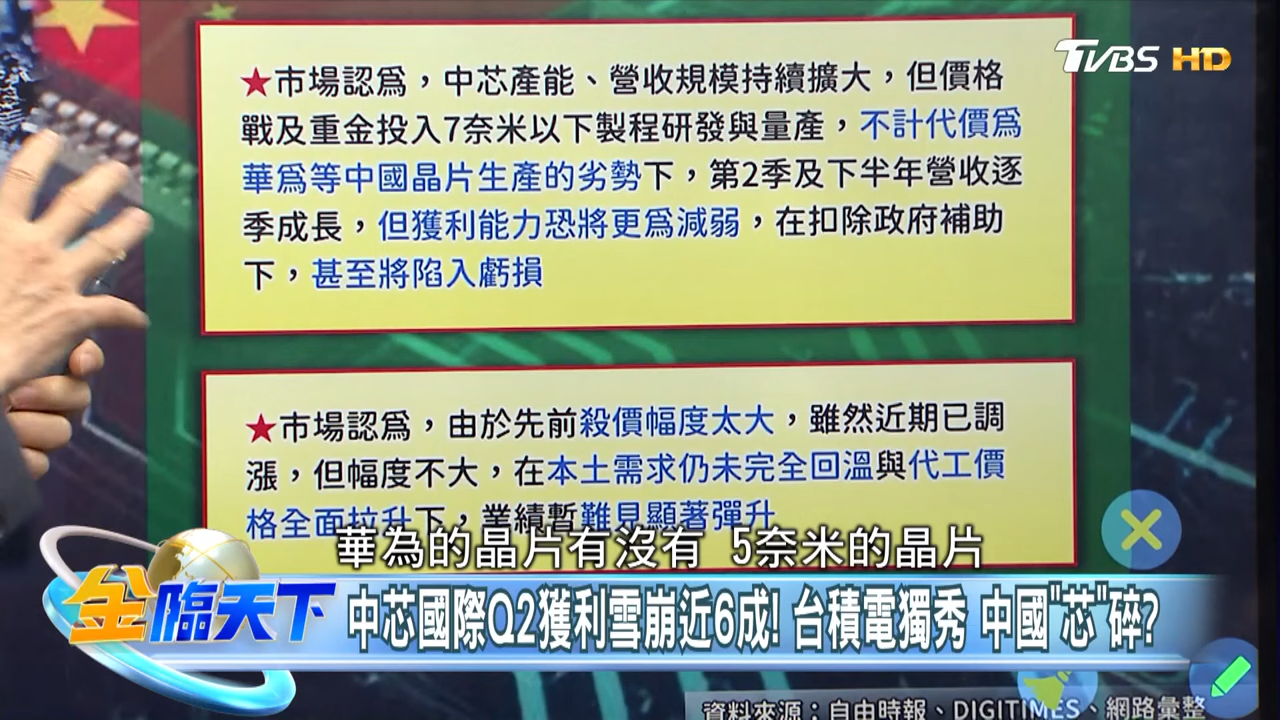 TVBS HD
★市場認爲，中芯產能、營收規模持續擴大，但價格
戰及重金投入7奈米以下製程研發與量產，不計代價爲
華爲等中國晶片生產的劣勢下，第2季及下半年營收逐
季成長，但獲利能力恐將更爲減弱，在扣除政府補助
下，甚至將陷入虧損
★市場認爲，由於先前殺價幅度太大，雖然近期已調
漲，但幅度不大，在本土需求仍未完全回溫與代工價
格全面拉升下，業績暫難見顯著彈升
華為的晶片有沒有 5奈米的晶片
金臨天下
中芯國際Q2獲利雪崩近6成! 台積電獨秀 中國"芯"碎?
資料來源：自由時報、DIGITIMES、網路彙整